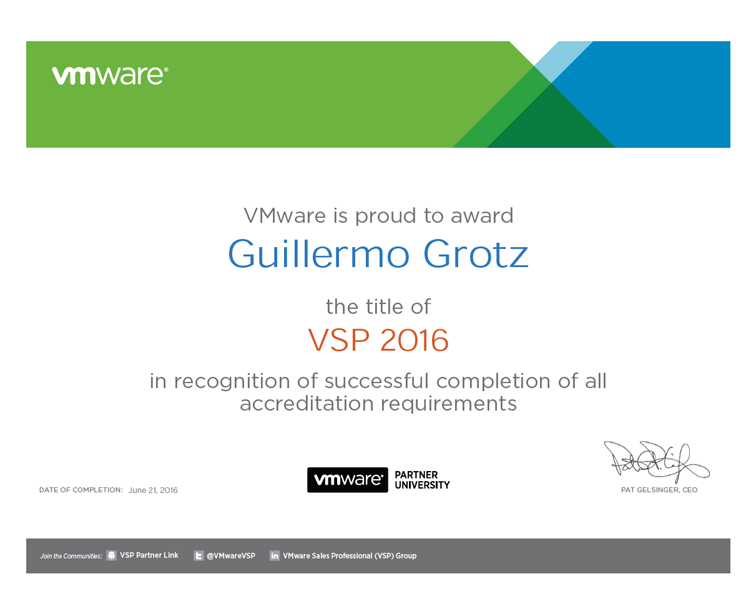 vmware®
VMware is proud to award
Guillermo Grotz
the title of
VSP 2016
in recognition of successful completion of all
accreditation requirements
vmware® PARTNER
UNIVERSITY
DATE OF COMPLETION: June 21, 2016
PAT GELSINGER, CEO
Join the Communities: VSP Partner Link @VMwareVSP in VMware Sales Professional (VSP) Group